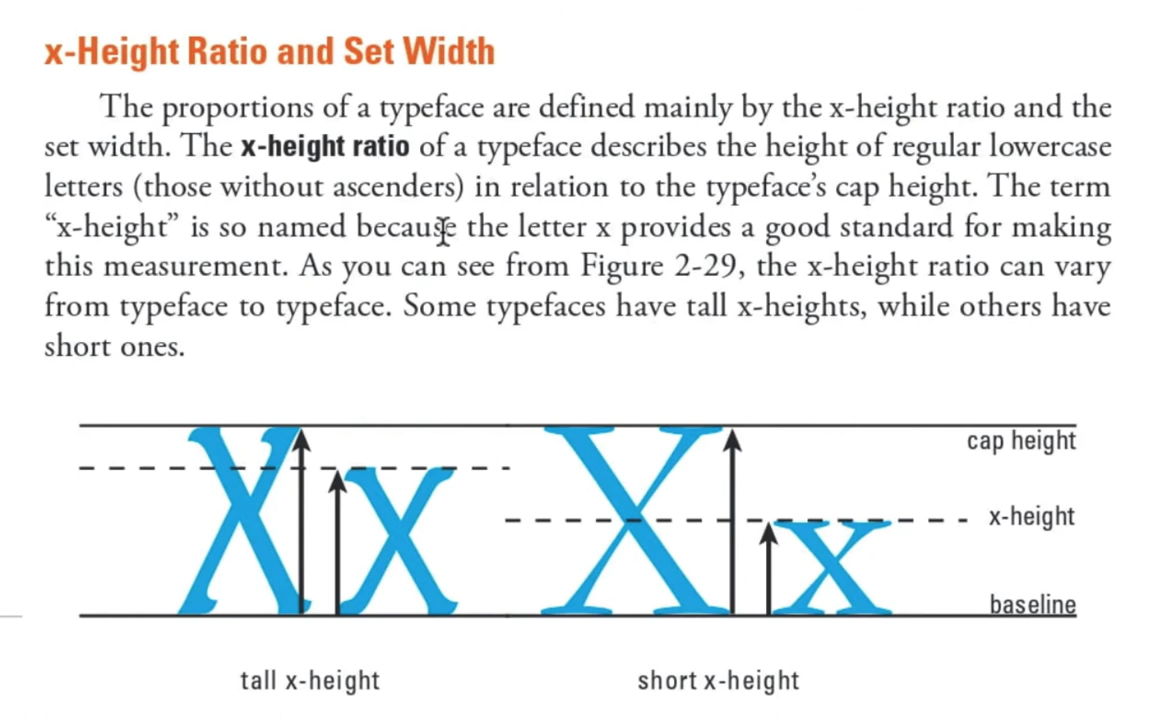 x-Height Ratio and Set Width
The proportions of a typeface are defined mainly by the x-height ratio and the
set width. The x-height ratio of a typeface describes the height of regular lowercase
letters (those without ascenders) in relation to the typeface’s cap height. The term
“x-height” is so named because the letter x provides a good standard for making
this measurement. As you can see from Figure 2-29, the x-height ratio can vary
from typeface to typeface. Some typefaces have tall x-heights, while others have
short ones.
Xx Xx
cap height
x-height
baseline
tall x-height
short x-height